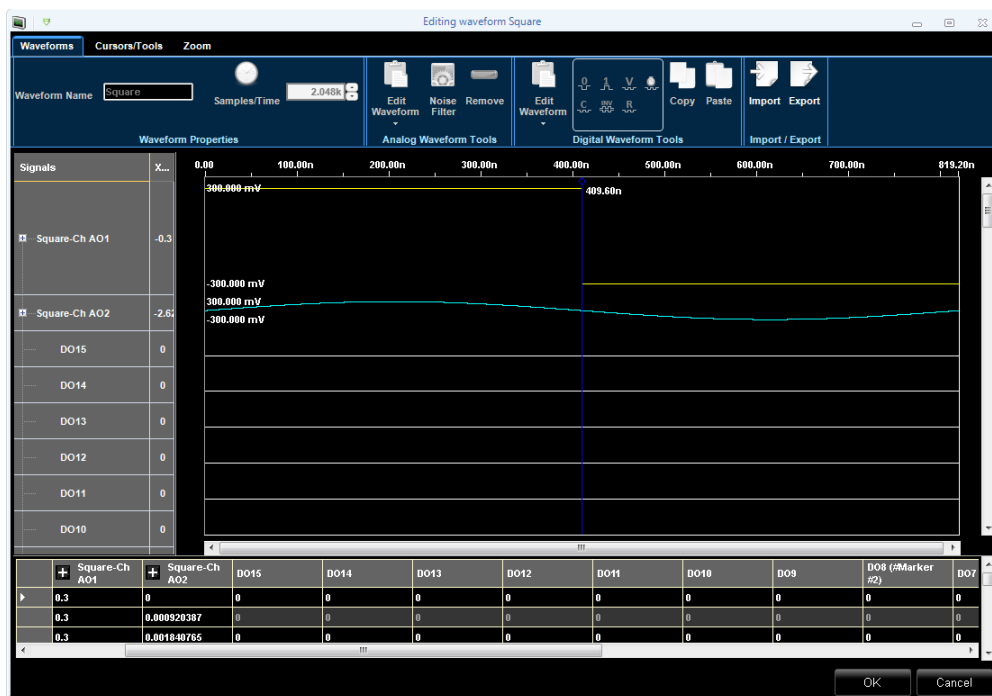 Editing waveform Square
Waveforms Cursors/Tools Zoom
Waveform Name Square Samples/Time 2.048k Edit Waveform Noise Filter Remove Edit Waveform 0 1 V C INV R Copy Paste Import Export
Waveform Properties Analog Waveform Tools Digital Waveform Tools Import / Export
Signals X... 0.00 100.00n 200.00n 300.00n 400.00n 500.00n 600.00n 700.00n 819.20n
300.000 mV 409.60n
Square-Ch AO1 -0.3
-300.000 mV
300.000 mV
Square-Ch AO2 -2.62
-300.000 mV
DO15 0
DO14 0
DO13 0
DO12 0
DO11 0
DO10 0
Square-Ch AO1 Square-Ch AO2 DO15 DO14 DO13 DO12 DO11 DO10 DO9 DO8 (#Marker #2) DO7
0.3 0 0 0 0 0 0 0 0 0 0
0.3 0.000920387 0 0 0 0 0 0 0 0 0
0.3 0.001840765 0 0 0 0 0 0 0 0 0
OK Cancel